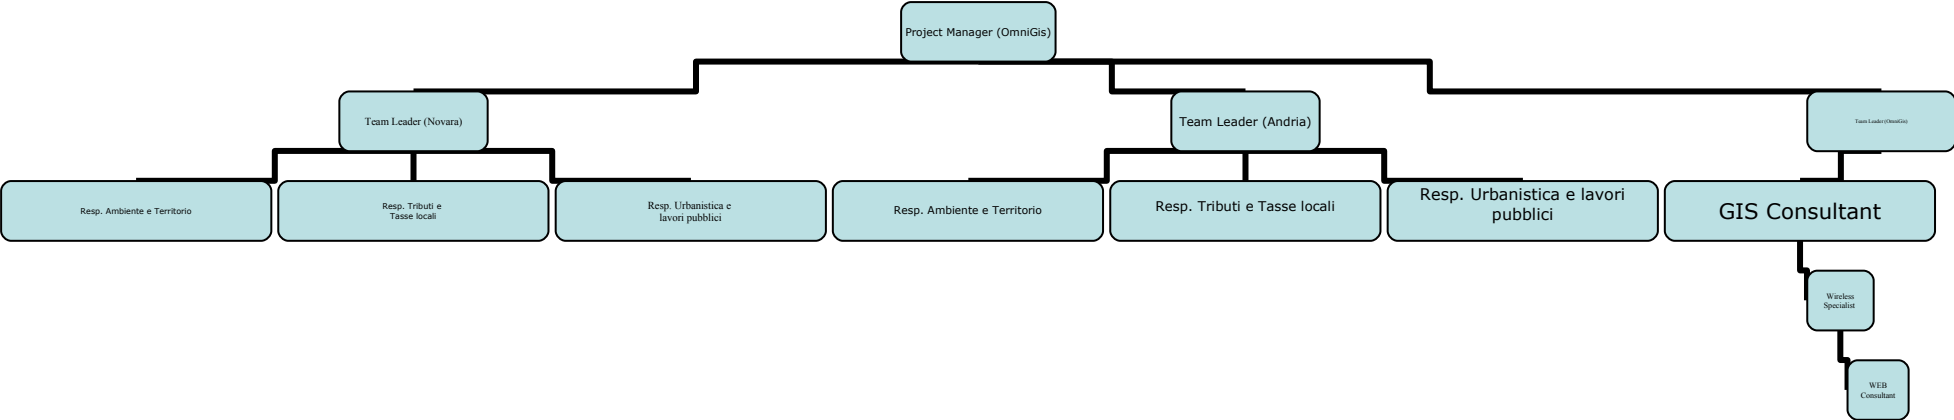 Project Manager (OmniGis)
Team Leader (Novara)
Team Leader (Andria)
Team Leader (OmniGis)
Resp. Ambiente e Territorio
Resp. Tributi e
Tasse locali
Resp. Urbanistica e
lavori pubblici
Resp. Ambiente e Territorio
Resp. Tributi e Tasse locali
Resp. Urbanistica e lavori
pubblici
GIS Consultant
Wireless
Specialist
WEB
Consultant